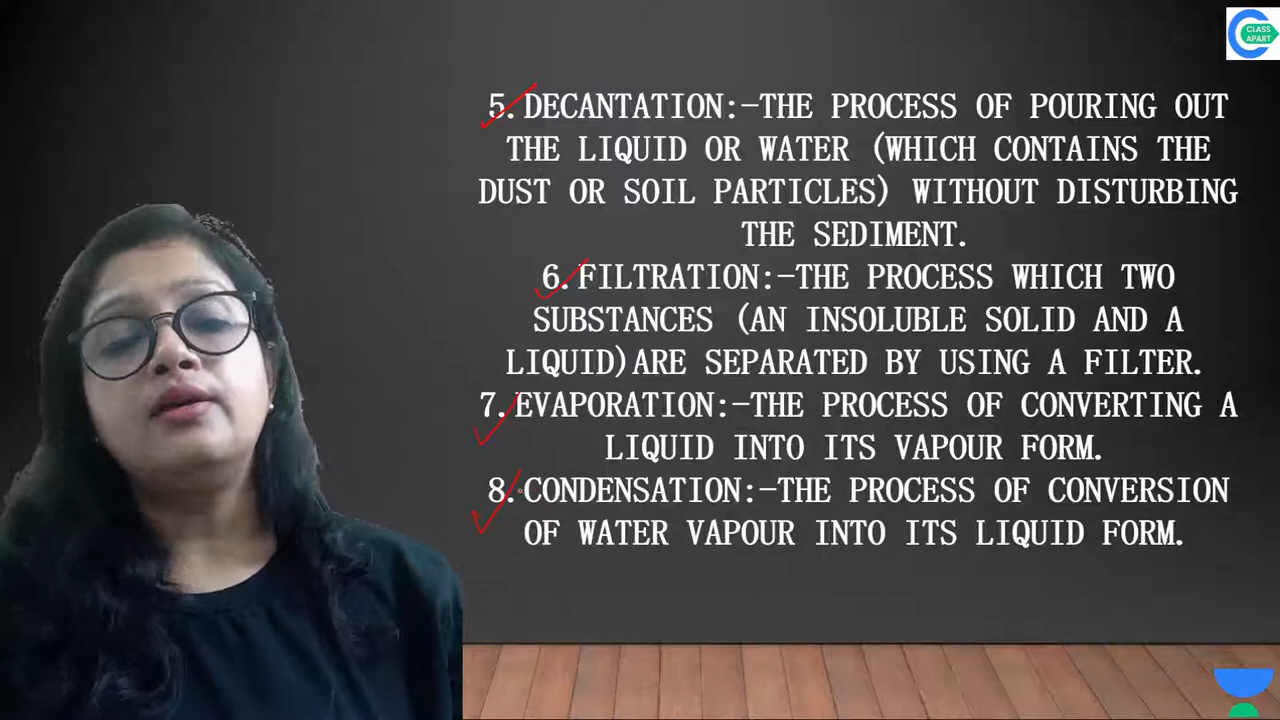 CLASS
APART
5. DECANTATION:-THE PROCESS OF POURING OUT
THE LIQUID OR WATER (WHICH CONTAINS THE
DUST OR SOIL PARTICLES) WITHOUT DISTURBING
THE SEDIMENT.
6. FILTRATION:-THE PROCESS WHICH TWO
SUBSTANCES (AN INSOLUBLE SOLID AND A
LIQUID)ARE SEPARATED BY USING A FILTER.
7. EVAPORATION:-THE PROCESS OF CONVERTING A
LIQUID INTO ITS VAPOUR FORM.
8. CONDENSATION:-THE PROCESS OF CONVERSION
OF WATER VAPOUR INTO ITS LIQUID FORM.